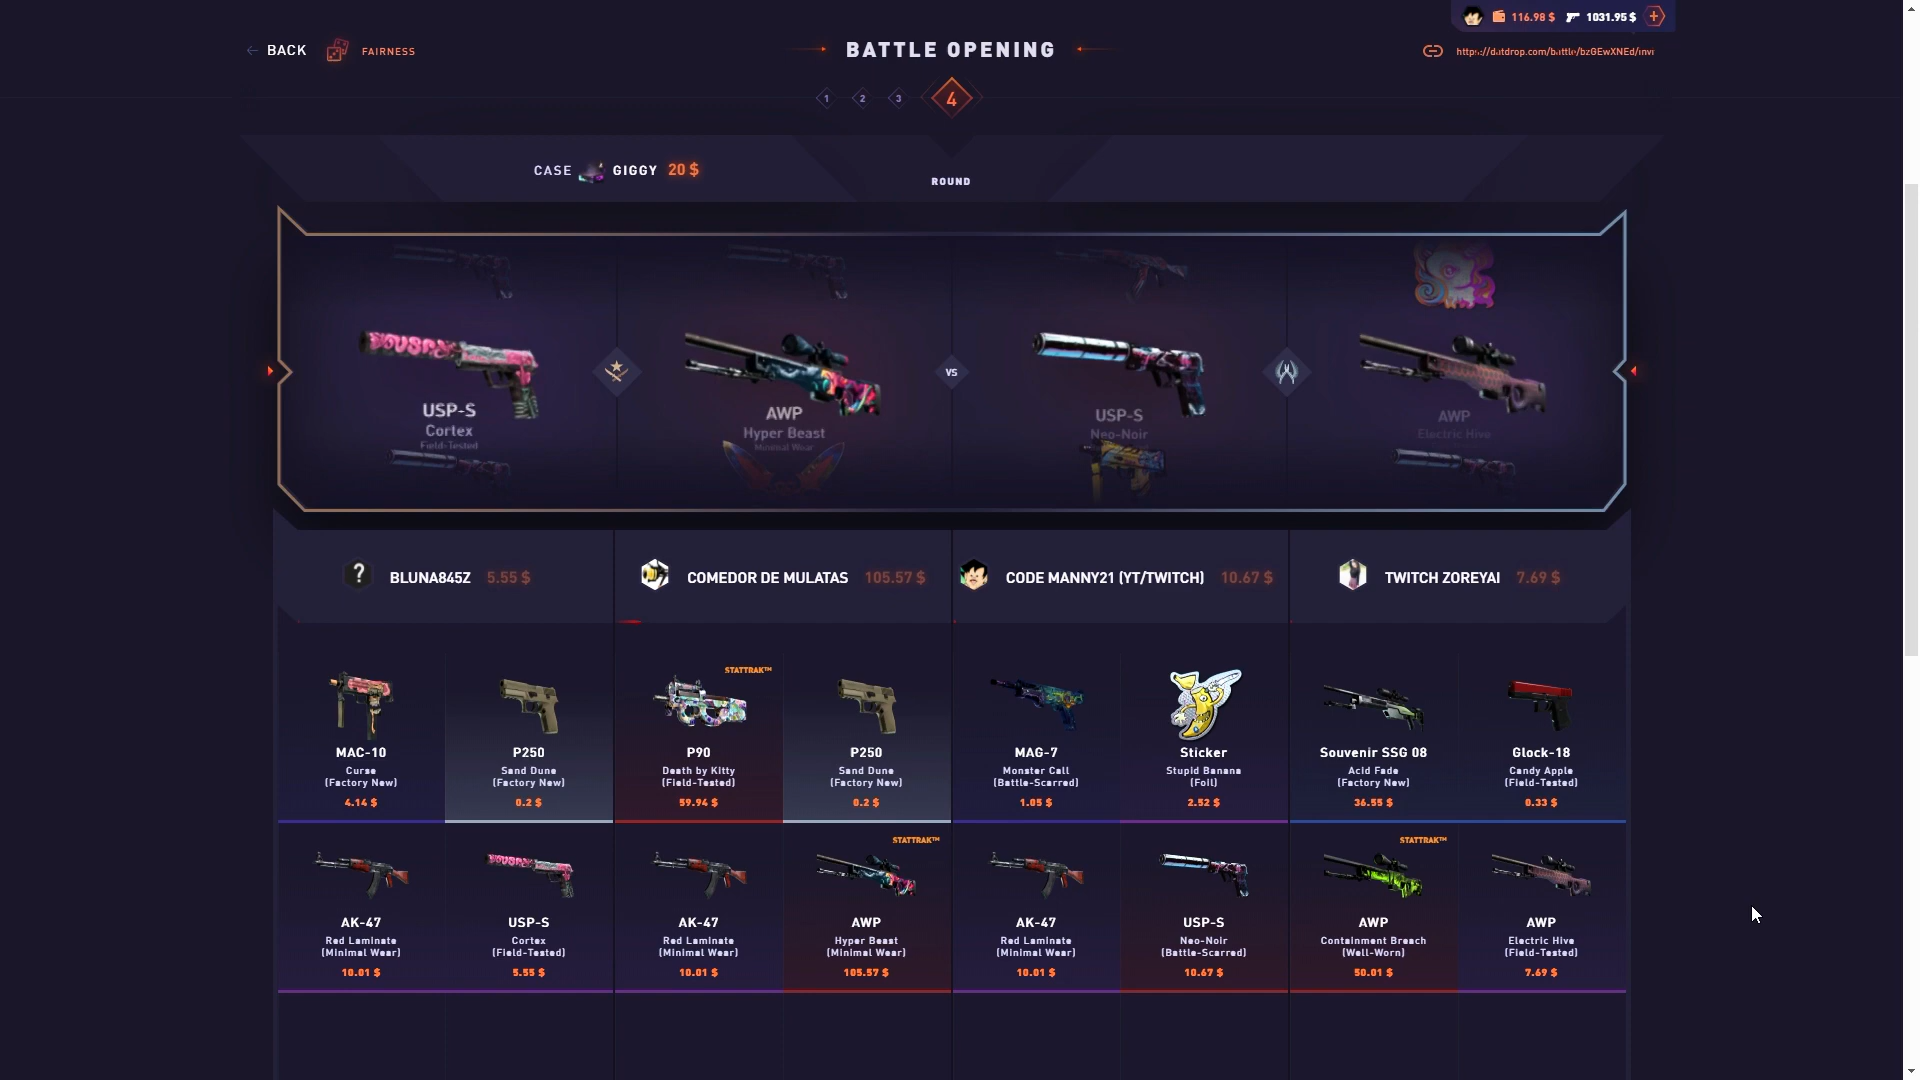 116.98 $ 1031.95 $ +
BACK FAIRNESS
BATTLE OPENING
1 2 3 4
CASE GIGGY 20 $
ROUND
USP-S
Cortex
Field-Tested
AWP
Hyper Beast
Minimal Wear
VS
USP-S
Neo-Noir
AWP
Electric Hive
? BLUNA845Z 5.55 $
COMEDOR DE MULATAS 105.57 $
CODE MANNY21 (YT/TWITCH) 10.67 $
TWITCH ZOREYAI 7.69 $
MAC-10
Curse
(Factory New)
4.14 $
P250
Sand Dune
(Factory New)
0.2 $
STATTRAK™
P90
Death by Kitty
(Field-Tested)
59.94 $
P250
Sand Dune
(Factory New)
0.2 $
MAG-7
Monster Call
(Battle-Scarred)
1.05 $
Sticker
Stupid Banana
(Foil)
2.52 $
Souvenir SSG 08
Acid Fade
(Factory New)
36.55 $
Glock-18
Candy Apple
(Field-Tested)
0.33 $
AK-47
Red Laminate
(Minimal Wear)
10.01 $
USP-S
Cortex
(Field-Tested)
5.55 $
AK-47
Red Laminate
(Minimal Wear)
10.01 $
STATTRAK™
AWP
Hyper Beast
(Minimal Wear)
105.57 $
AK-47
Red Laminate
(Minimal Wear)
10.01 $
USP-S
Neo-Noir
(Battle-Scarred)
10.67 $
STATTRAK™
AWP
Containment Breach
(Well-Worn)
50.01 $
AWP
Electric Hive
(Field-Tested)
7.69 $